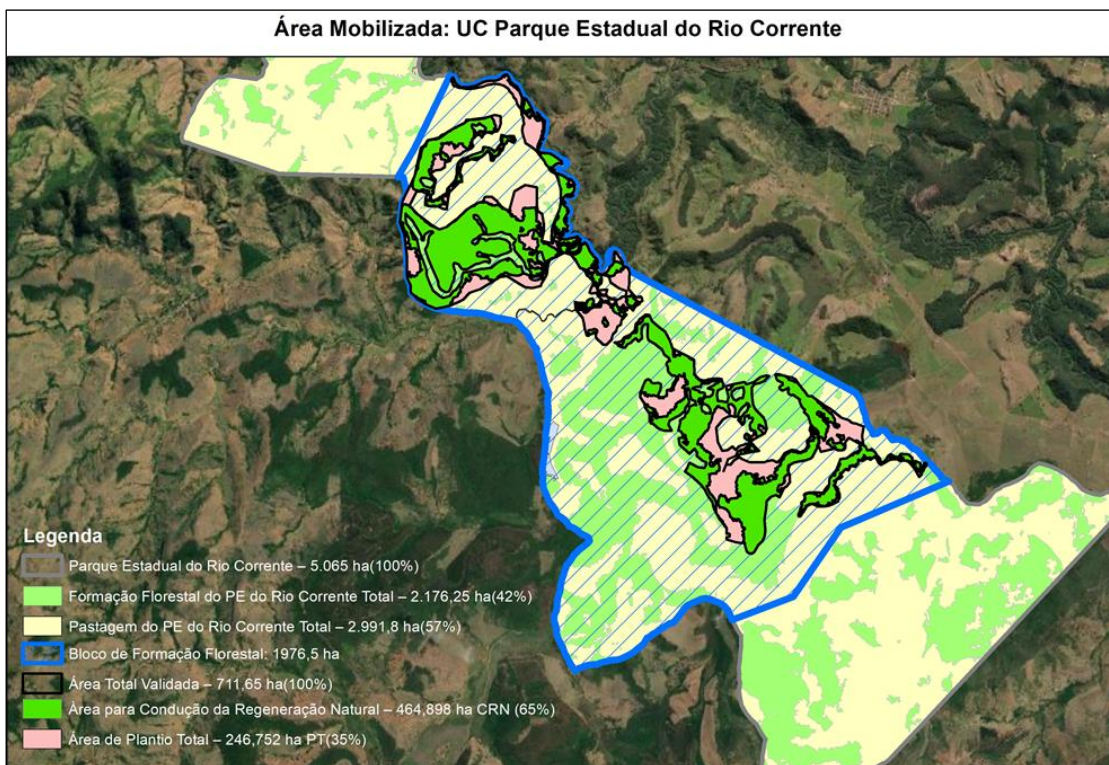 Área Mobilizada: UC Parque Estadual do Rio Corrente
Legenda
Parque Estadual do Rio Corrente – 5.065 ha(100%)
Formação Florestal do PE do Rio Corrente Total – 2.176,25 ha(42%)
Pastagem do PE do Rio Corrente Total – 2.991,8 ha(57%)
Bloco de Formação Florestal: 1976,5 ha
Área Total Validada – 711,65 ha(100%)
Área para Condução da Regeneração Natural – 464,898 ha CRN (65%)
Área de Plantio Total – 246,752 ha PT(35%)